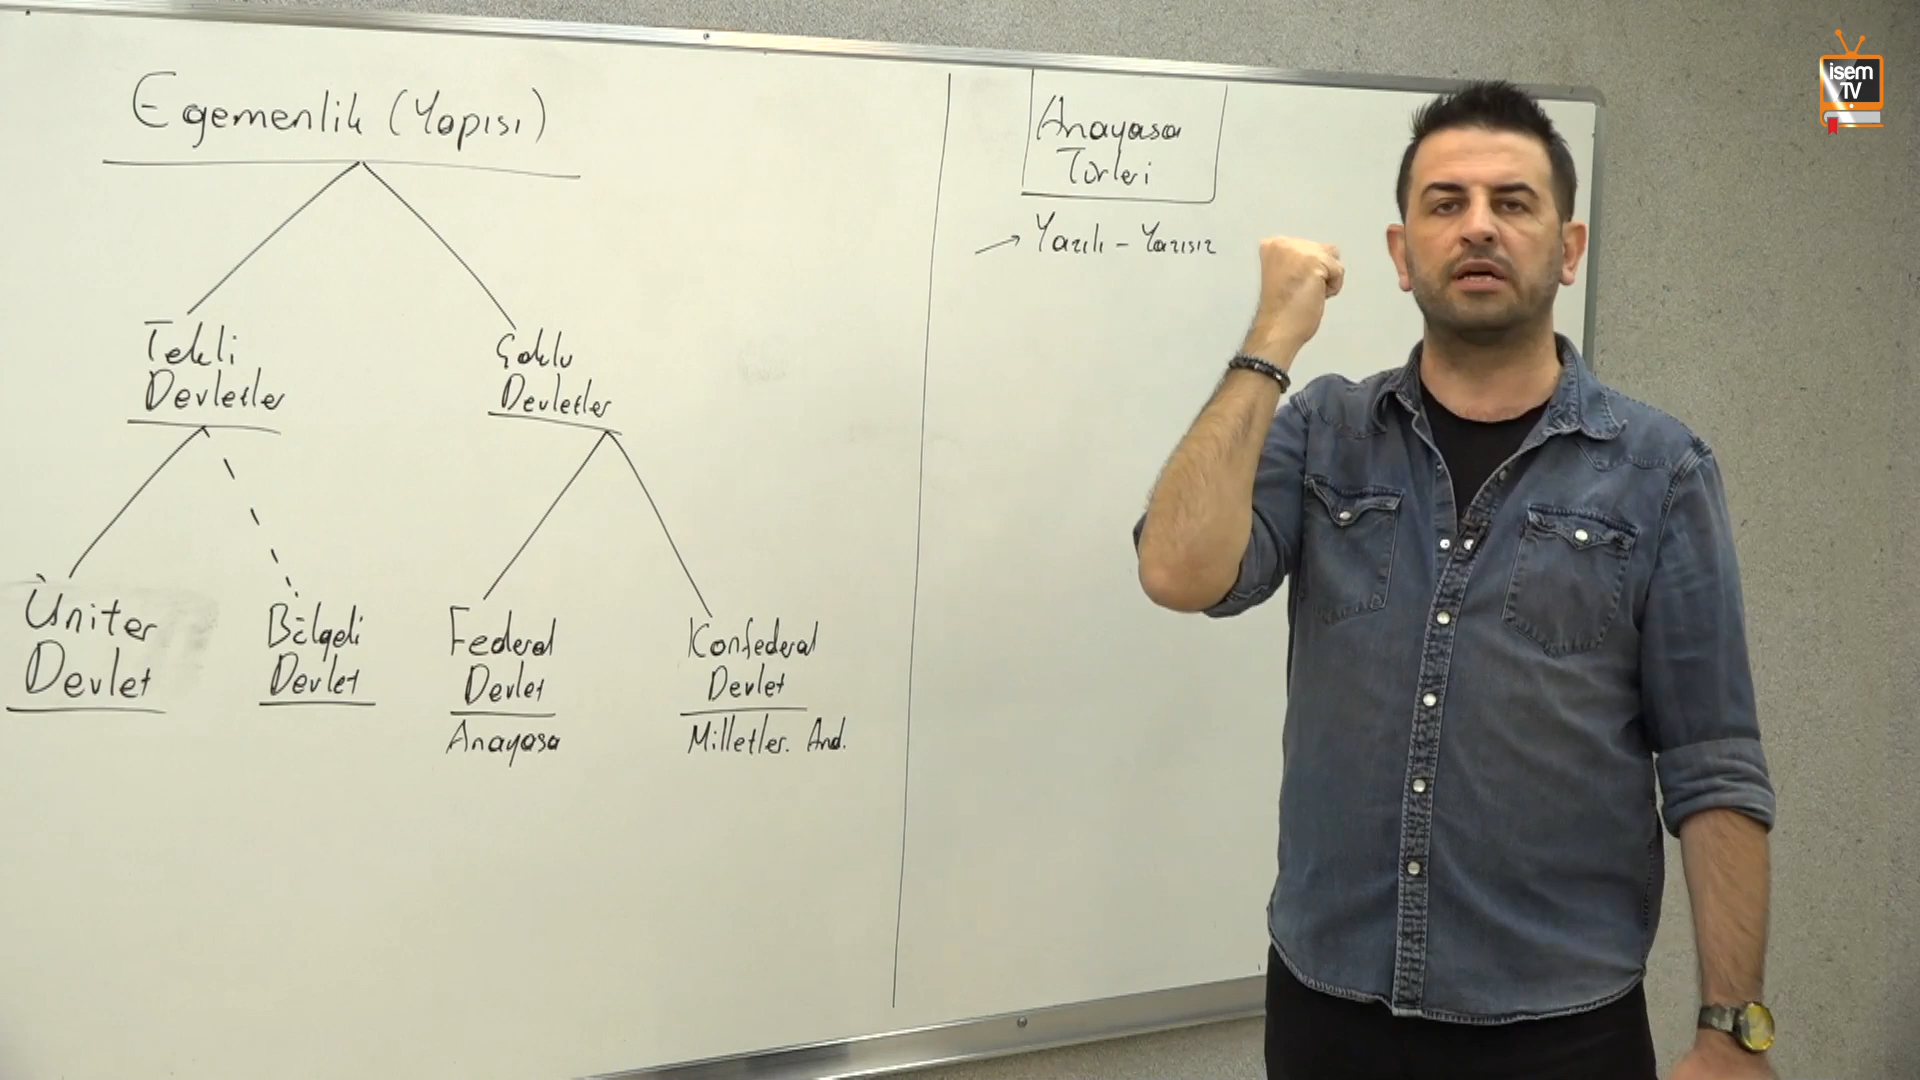 Egemenlik (Yapısı)
Tekli
Devletler
Çoklu
Devletler
Üniter
Devlet
Bölgeli
Devlet
Federal
Devlet
Anayasa
Konfederal
Devlet
Milletler. And.
Anayasa
Türleri
→ Yazılı - Yazısız
isem
TV